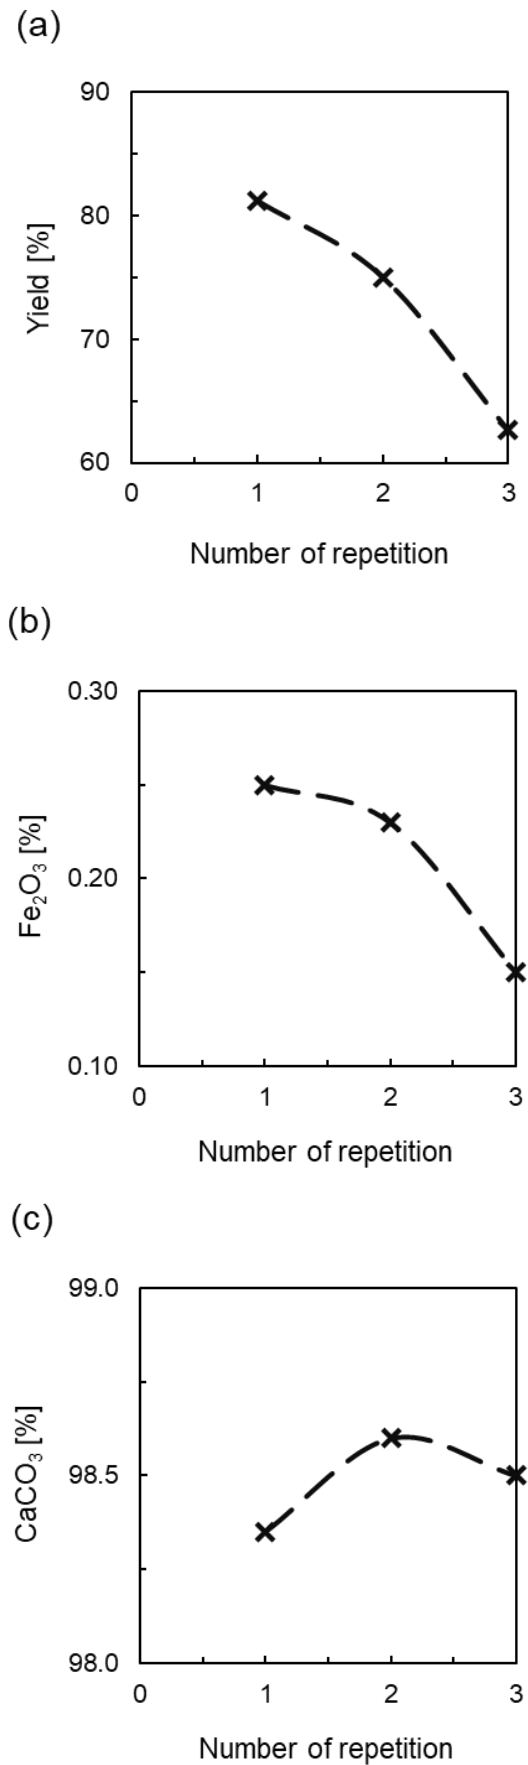 (a)
90
80
70
60
Yield [%]
0 1 2 3
Number of repetition
(b)
0.30
0.20
0.10
Fe₂O₃ [%]
0 1 2 3
Number of repetition
(c)
99.0
98.5
98.0
CaCO₃ [%]
0 1 2 3
Number of repetition